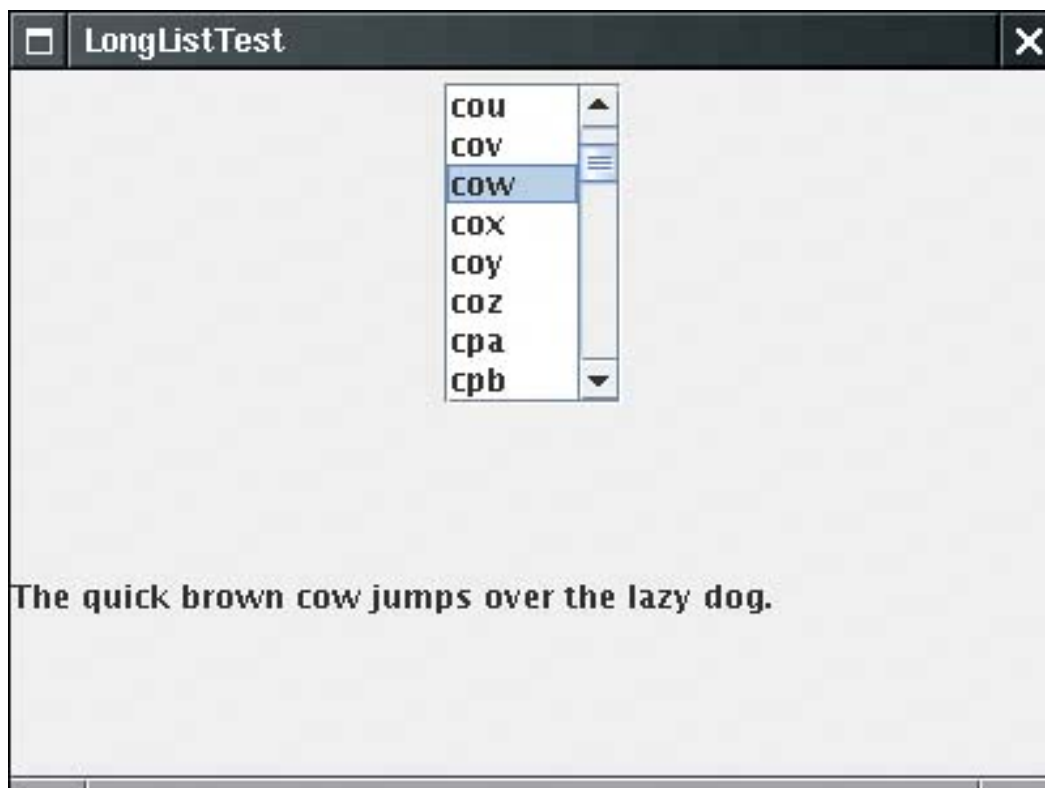 LongListTest
cou
cov
cow
cox
coy
coz
cpa
cpb
The quick brown cow jumps over the lazy dog.